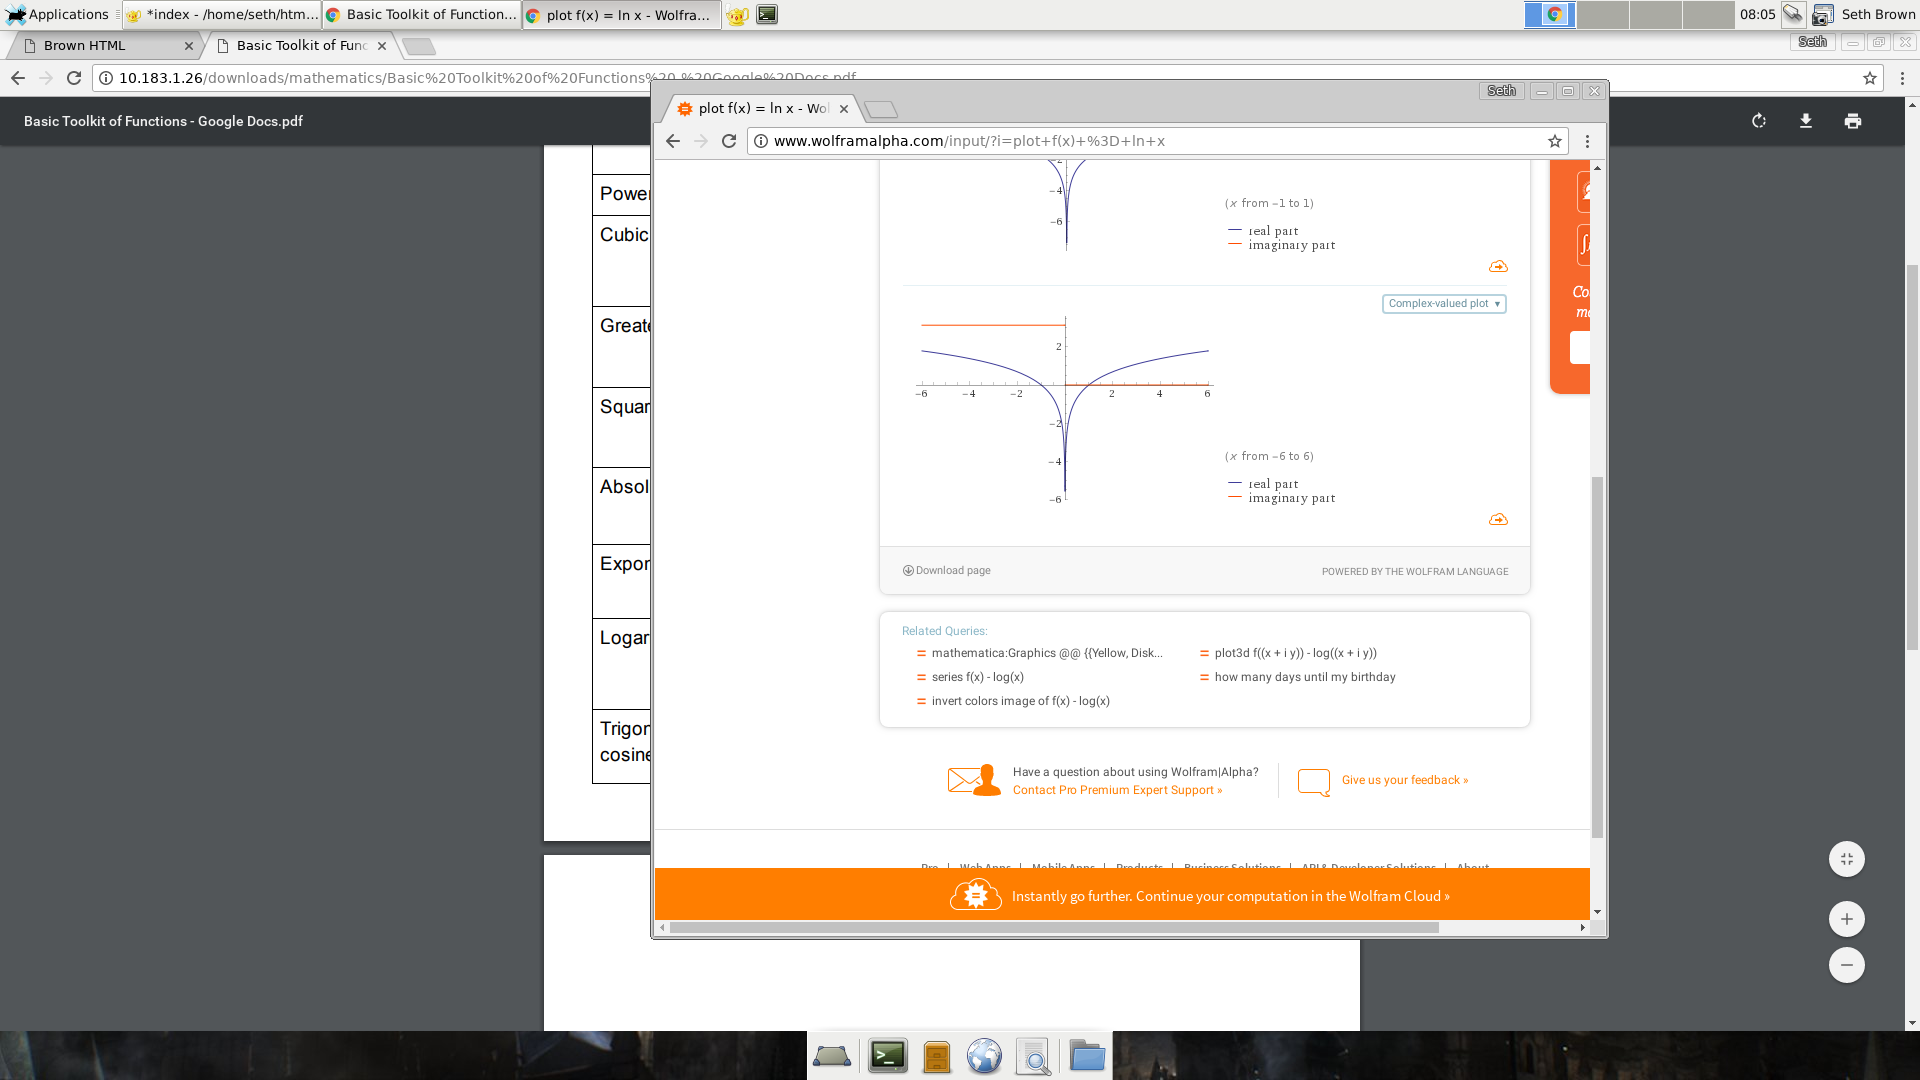 Applications
*index - /home/seth/htm...
Basic Toolkit of Function...
plot f(x) = ln x - Wolfra...
08:05
Seth Brown
Brown HTML
Basic Toolkit of Func
Seth
10.183.1.26/downloads/mathematics/Basic%20Toolkit%20of%20Functions%20-%20Google%20Docs.pdf
Seth
plot f(x) = ln x - Wol
Basic Toolkit of Functions - Google Docs.pdf
www.wolframalpha.com/input/?i=plot+f(x)+%3D+ln+x
−2
−4
−6
(x from −1 to 1)
real part
imaginary part
Complex-valued plot
2
−6 −4 −2 2 4 6
−2
−4
−6
(x from −6 to 6)
real part
imaginary part
Co
m
Power
Cubic
Greate
Squar
Absol
Expor
Logar
Trigor
cosine
Download page
POWERED BY THE WOLFRAM LANGUAGE
Related Queries:
= mathematica:Graphics @@ {{Yellow, Disk...
= plot3d f((x + i y)) - log((x + i y))
= series f(x) - log(x)
= how many days until my birthday
= invert colors image of f(x) - log(x)
Have a question about using Wolfram|Alpha?
Contact Pro Premium Expert Support »
Give us your feedback »
Pro | Web Apps | Mobile Apps | Products | Business Solutions | API & Developer Solutions | About
Instantly go further. Continue your computation in the Wolfram Cloud »